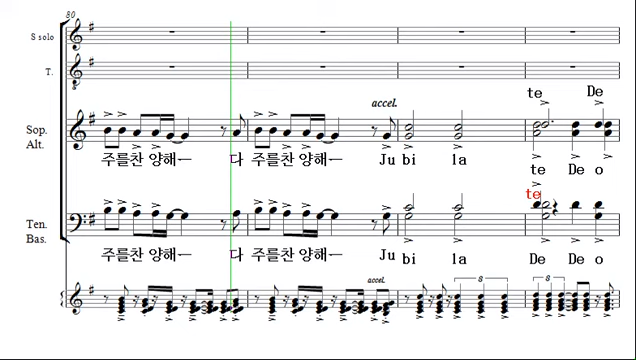 80
S solo
T.
te De
accel.
Sop.
Alt.
주를찬 양해— 다 주를찬 양해— Ju bi la
te De o
te
Ten.
Bas.
주를찬 양해— 다 주를찬 양해— Ju bi la De De o
accel.
8 8 8 8